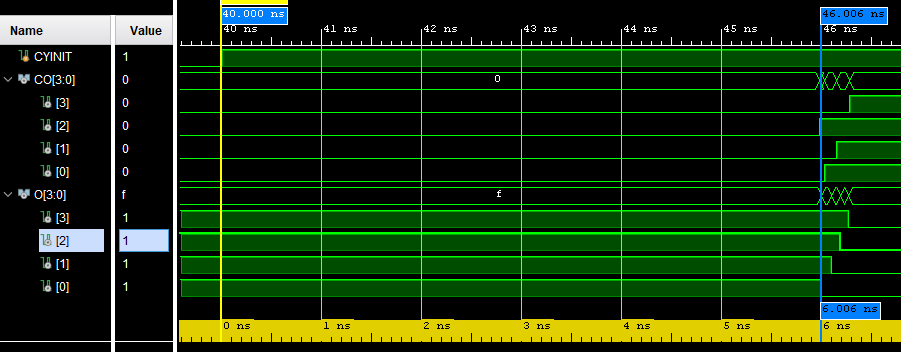 Name Value
40.000 ns 46.006 ns
40 ns 41 ns 42 ns 43 ns 44 ns 45 ns 46 ns
CYINIT 1
CO[3:0] 0 0
[3] 0
[2] 0
[1] 0
[0] 0
O[3:0] f f
[3] 1
[2] 1
[1] 1
[0] 1
6.006 ns
0 ns 1 ns 2 ns 3 ns 4 ns 5 ns 6 ns